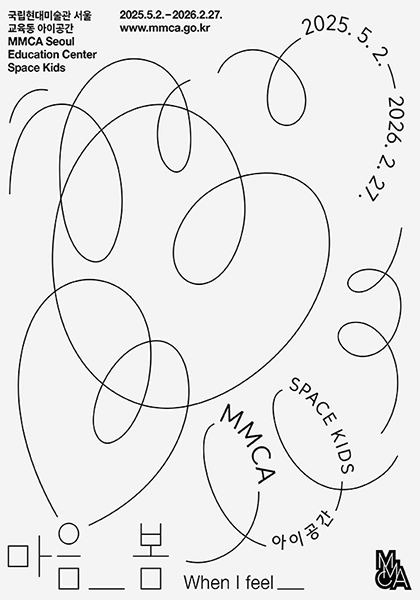 국립현대미술관 서울
교육동 아이공간
MMCA Seoul
Education Center
Space Kids
2025.5.2.–2026.2.27.
www.mmca.go.kr
2025. 5. 2. — 2026. 2. 27.
MMCA
SPACE KIDS
아이공간
마음__봄
When I feel__
MMCA